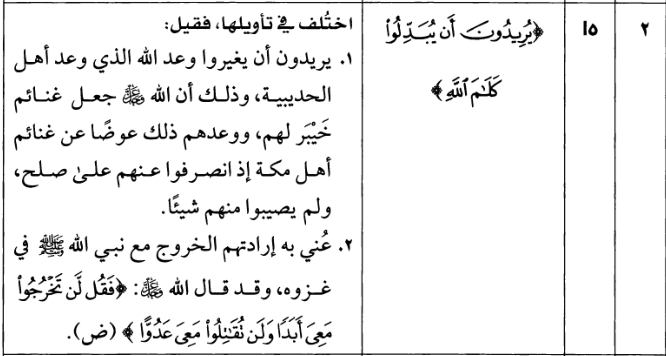 ٢
١٥
﴿يُرِيدُونَ أَن يُبَدِّلُوا۟
كَلَٰمَ ٱللَّهِ﴾
اختُلف في تأويلها، فقيل:
١. يريدون أن يغيروا وعد الله الذي وعد أهل
الحديبية، وذلك أن الله ﷻ جعل غنائم
خَيْبَر لهم، ووعدهم ذلك عوضًا عن غنائم
أهل مكة إذ انصرفوا عنهم علىٰ صلح،
ولم يصيبوا منهم شيئًا.
٢. عُني به إرادتهم الخروج مع نبي الله ﷺ في
غزوه، وقد قال الله ﷻ: ﴿فَقُل لَّن تَخۡرُجُوا۟
مَعِىَ أَبَدًا وَلَن تُقَٰتِلُوا۟ مَعِىَ عَدُوًّا﴾ (ض).